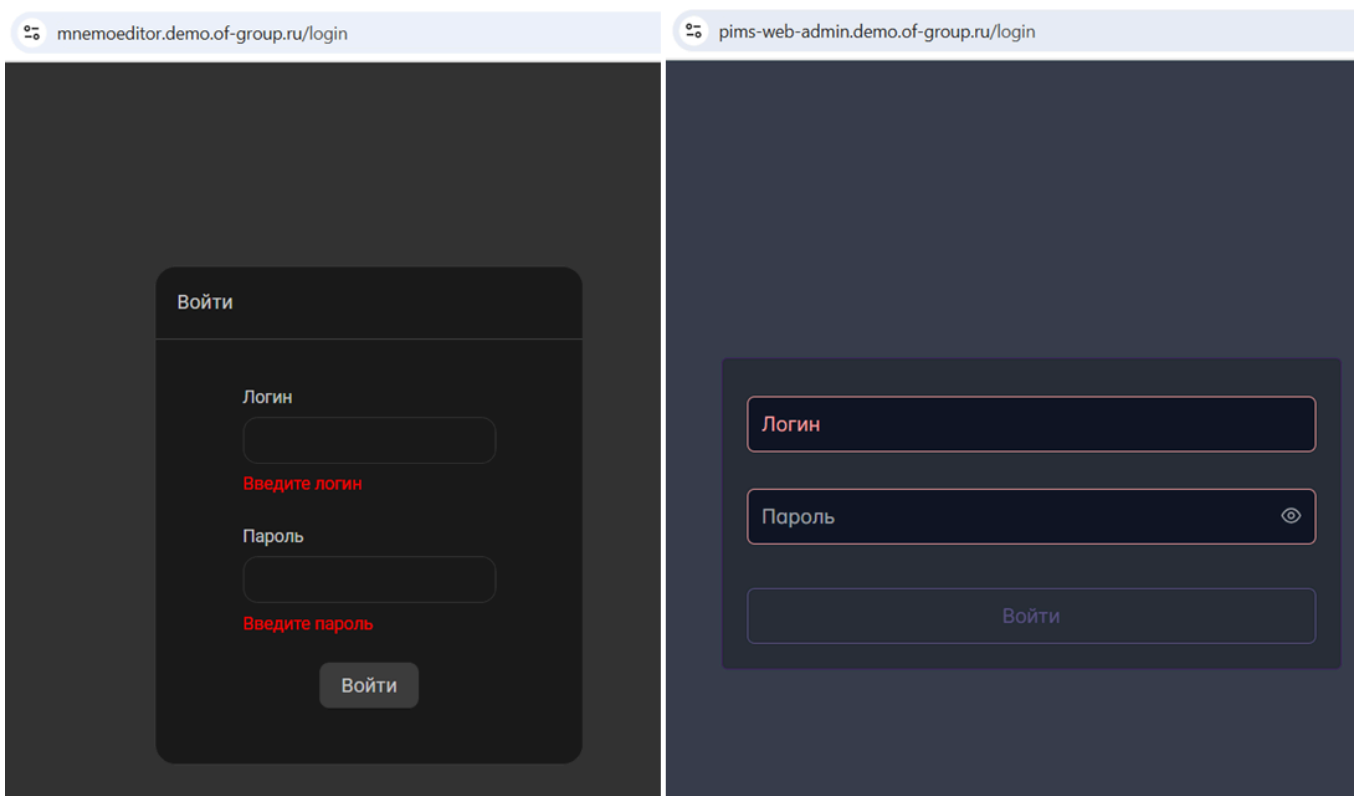 mnemoeditor.demo.of-group.ru/login
Войти
Логин
Введите логин
Пароль
Введите пароль
Войти
pims-web-admin.demo.of-group.ru/login
Логин
Пароль
Войти